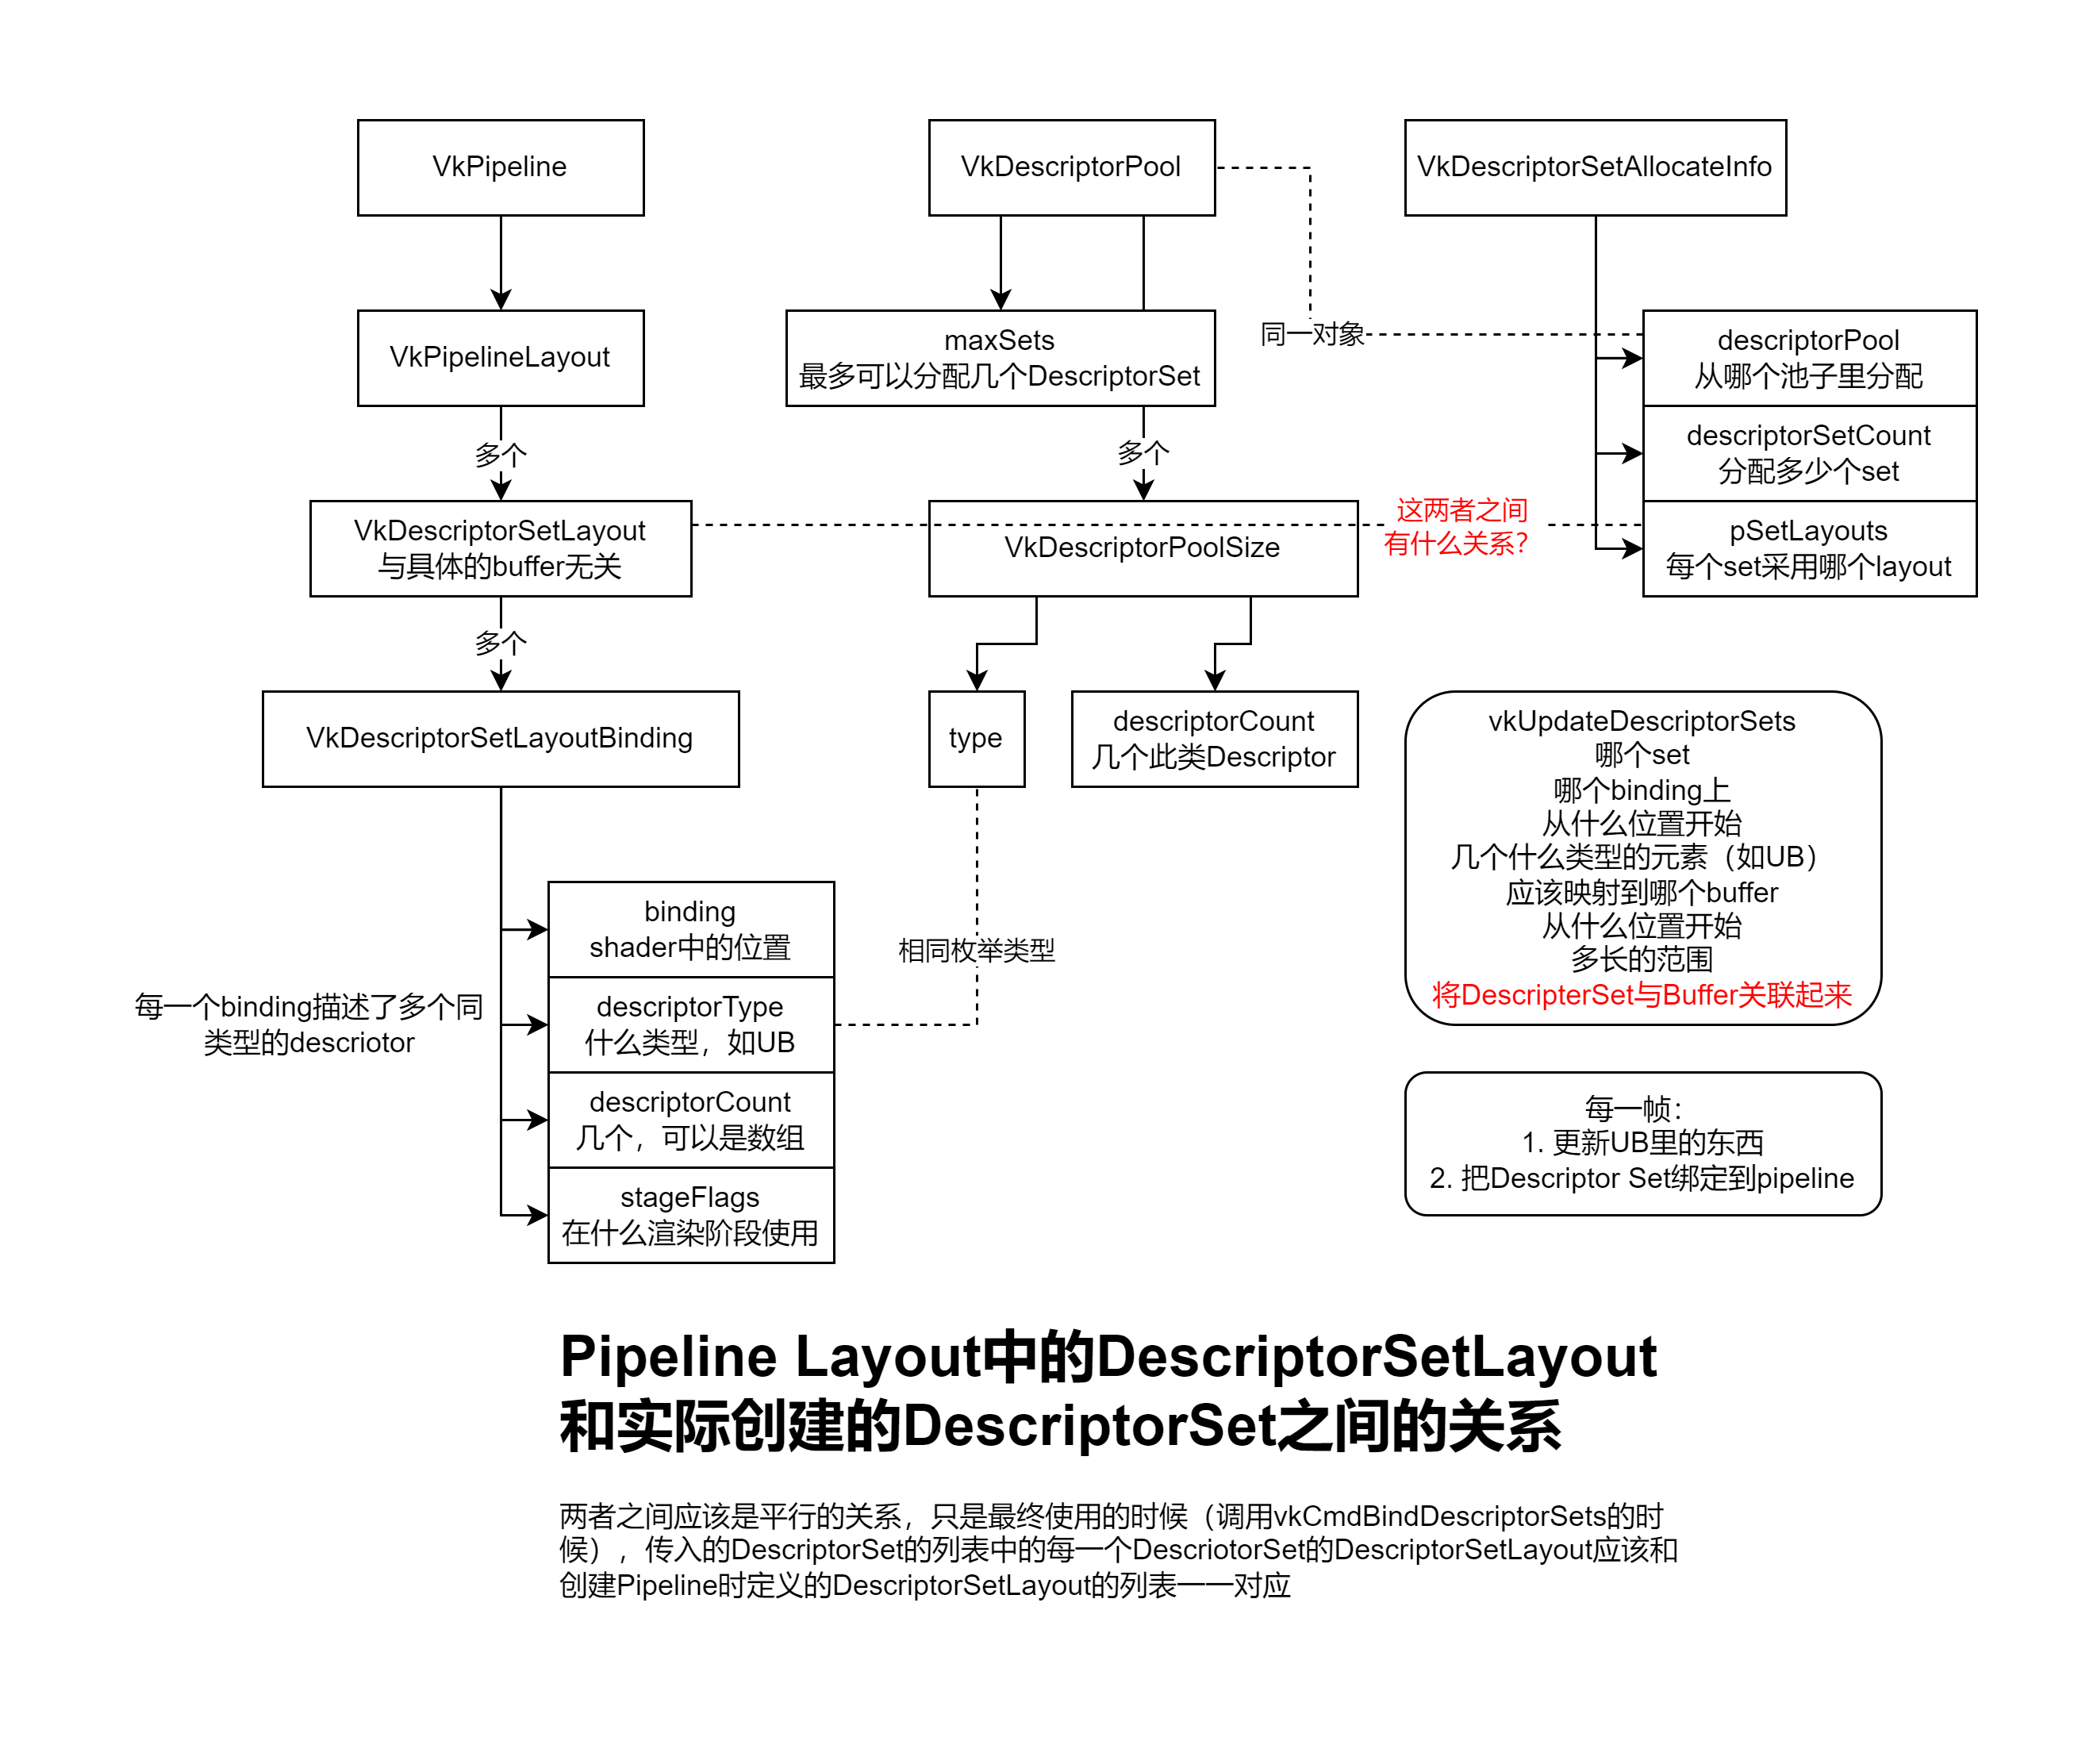 VkPipeline
VkDescriptorPool
VkDescriptorSetAllocateInfo
VkPipelineLayout
maxSets
最多可以分配几个DescriptorSet
同一对象
descriptorPool
从哪个池子里分配
多个
多个
descriptorSetCount
分配多少个set
VkDescriptorSetLayout
与具体的buffer无关
VkDescriptorPoolSize
这两者之间
有什么关系?
pSetLayouts
每个set采用哪个layout
多个
VkDescriptorSetLayoutBinding
type
descriptorCount
几个此类Descriptor
vkUpdateDescriptorSets
哪个set
哪个binding上
从什么位置开始
几个什么类型的元素（如UB）
应该映射到哪个buffer
从什么位置开始
多长的范围
将DescripterSet与Buffer关联起来
binding
shader中的位置
相同枚举类型
每一个binding描述了多个同
类型的descriotor
descriptorType
什么类型，如UB
descriptorCount
几个，可以是数组
stageFlags
在什么渲染阶段使用
每一帧：
1. 更新UB里的东西
2. 把Descriptor Set绑定到pipeline
Pipeline Layout中的DescriptorSetLayout
和实际创建的DescriptorSet之间的关系
两者之间应该是平行的关系，只是最终使用的时候（调用vkCmdBindDescriptorSets的时
候），传入的DescriptorSet的列表中的每一个DescriotorSet的DescriptorSetLayout应该和
创建Pipeline时定义的DescriptorSetLayout的列表一一对应